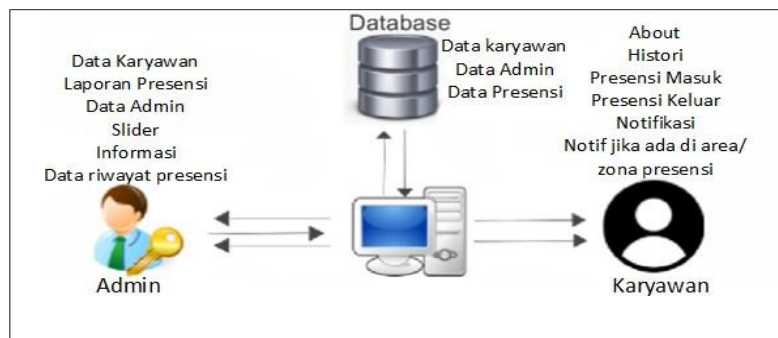 Database
Data karyawan
Data Admin
Data Presensi
Data Karyawan
Laporan Presensi
Data Admin
Slider
Informasi
Data riwayat presensi
Admin
About
Histori
Presensi Masuk
Presensi Keluar
Notifikasi
Notif jika ada di area/
zona presensi
Karyawan